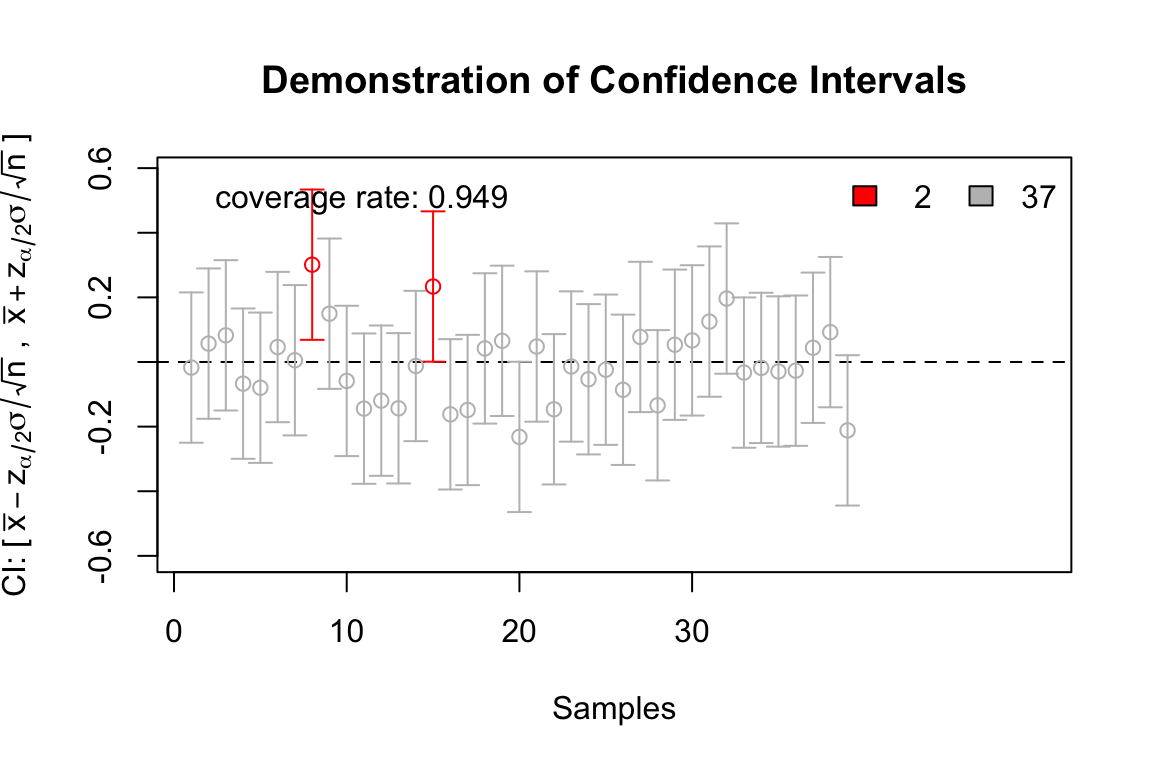 Demonstration of Confidence Intervals
coverage rate: 0.949
2 37
0.6
0.2
-0.2
-0.6
CI: [ x̅ − zα/2σ/√n , x̅ + zα/2σ/√n ]
0 10 20 30
Samples